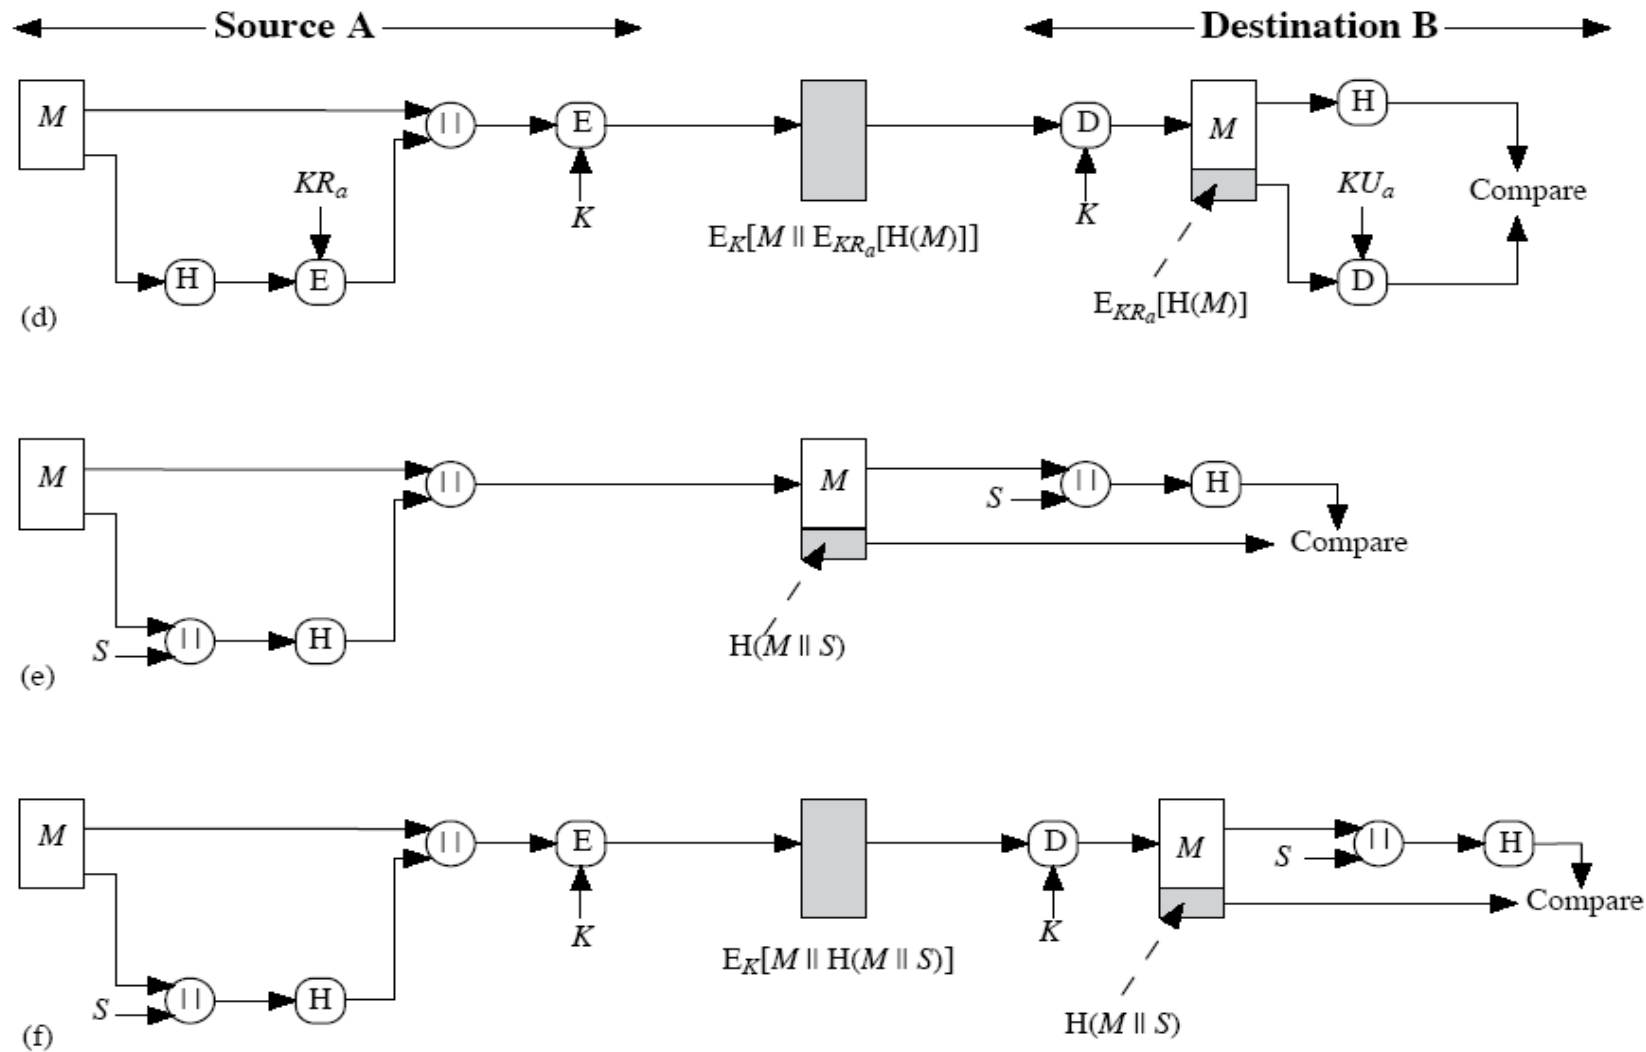 Source A
Destination B
M
||
E
D
M
H
KRa
K
K
KUa
Compare
EK[M || EKRa[H(M)]]
H
E
D
EKRa[H(M)]
(d)
M
||
M
S
||
H
Compare
S
||
H
H(M || S)
(e)
M
||
E
D
M
S
||
H
K
K
Compare
EK[M || H(M || S)]
S
||
H
H(M || S)
(f)